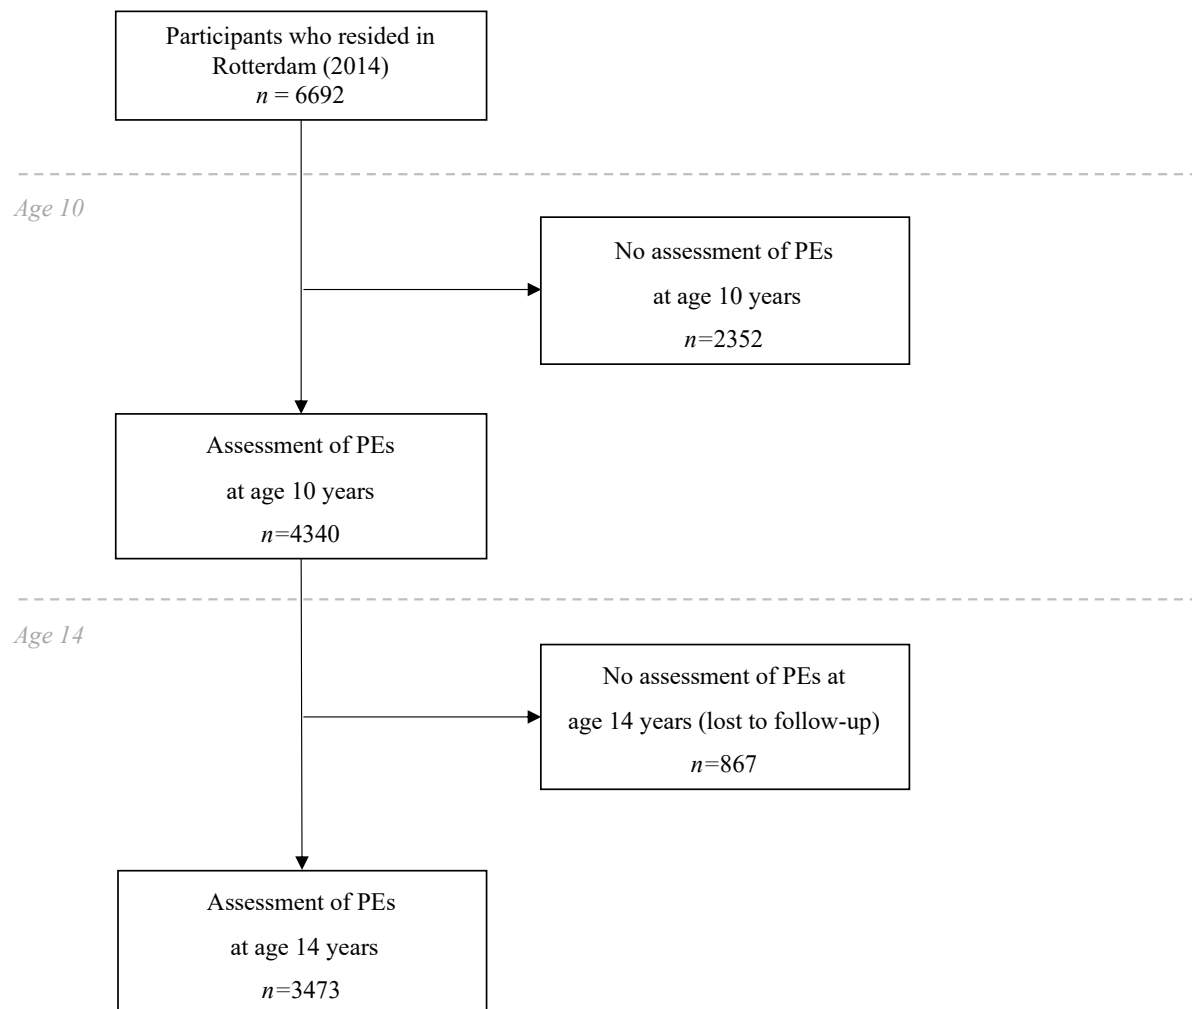 Participants who resided in
Rotterdam (2014)
n = 6692
Age 10
No assessment of PEs
at age 10 years
n=2352
Assessment of PEs
at age 10 years
n=4340
Age 14
No assessment of PEs at
age 14 years (lost to follow-up)
n=867
Assessment of PEs
at age 14 years
n=3473